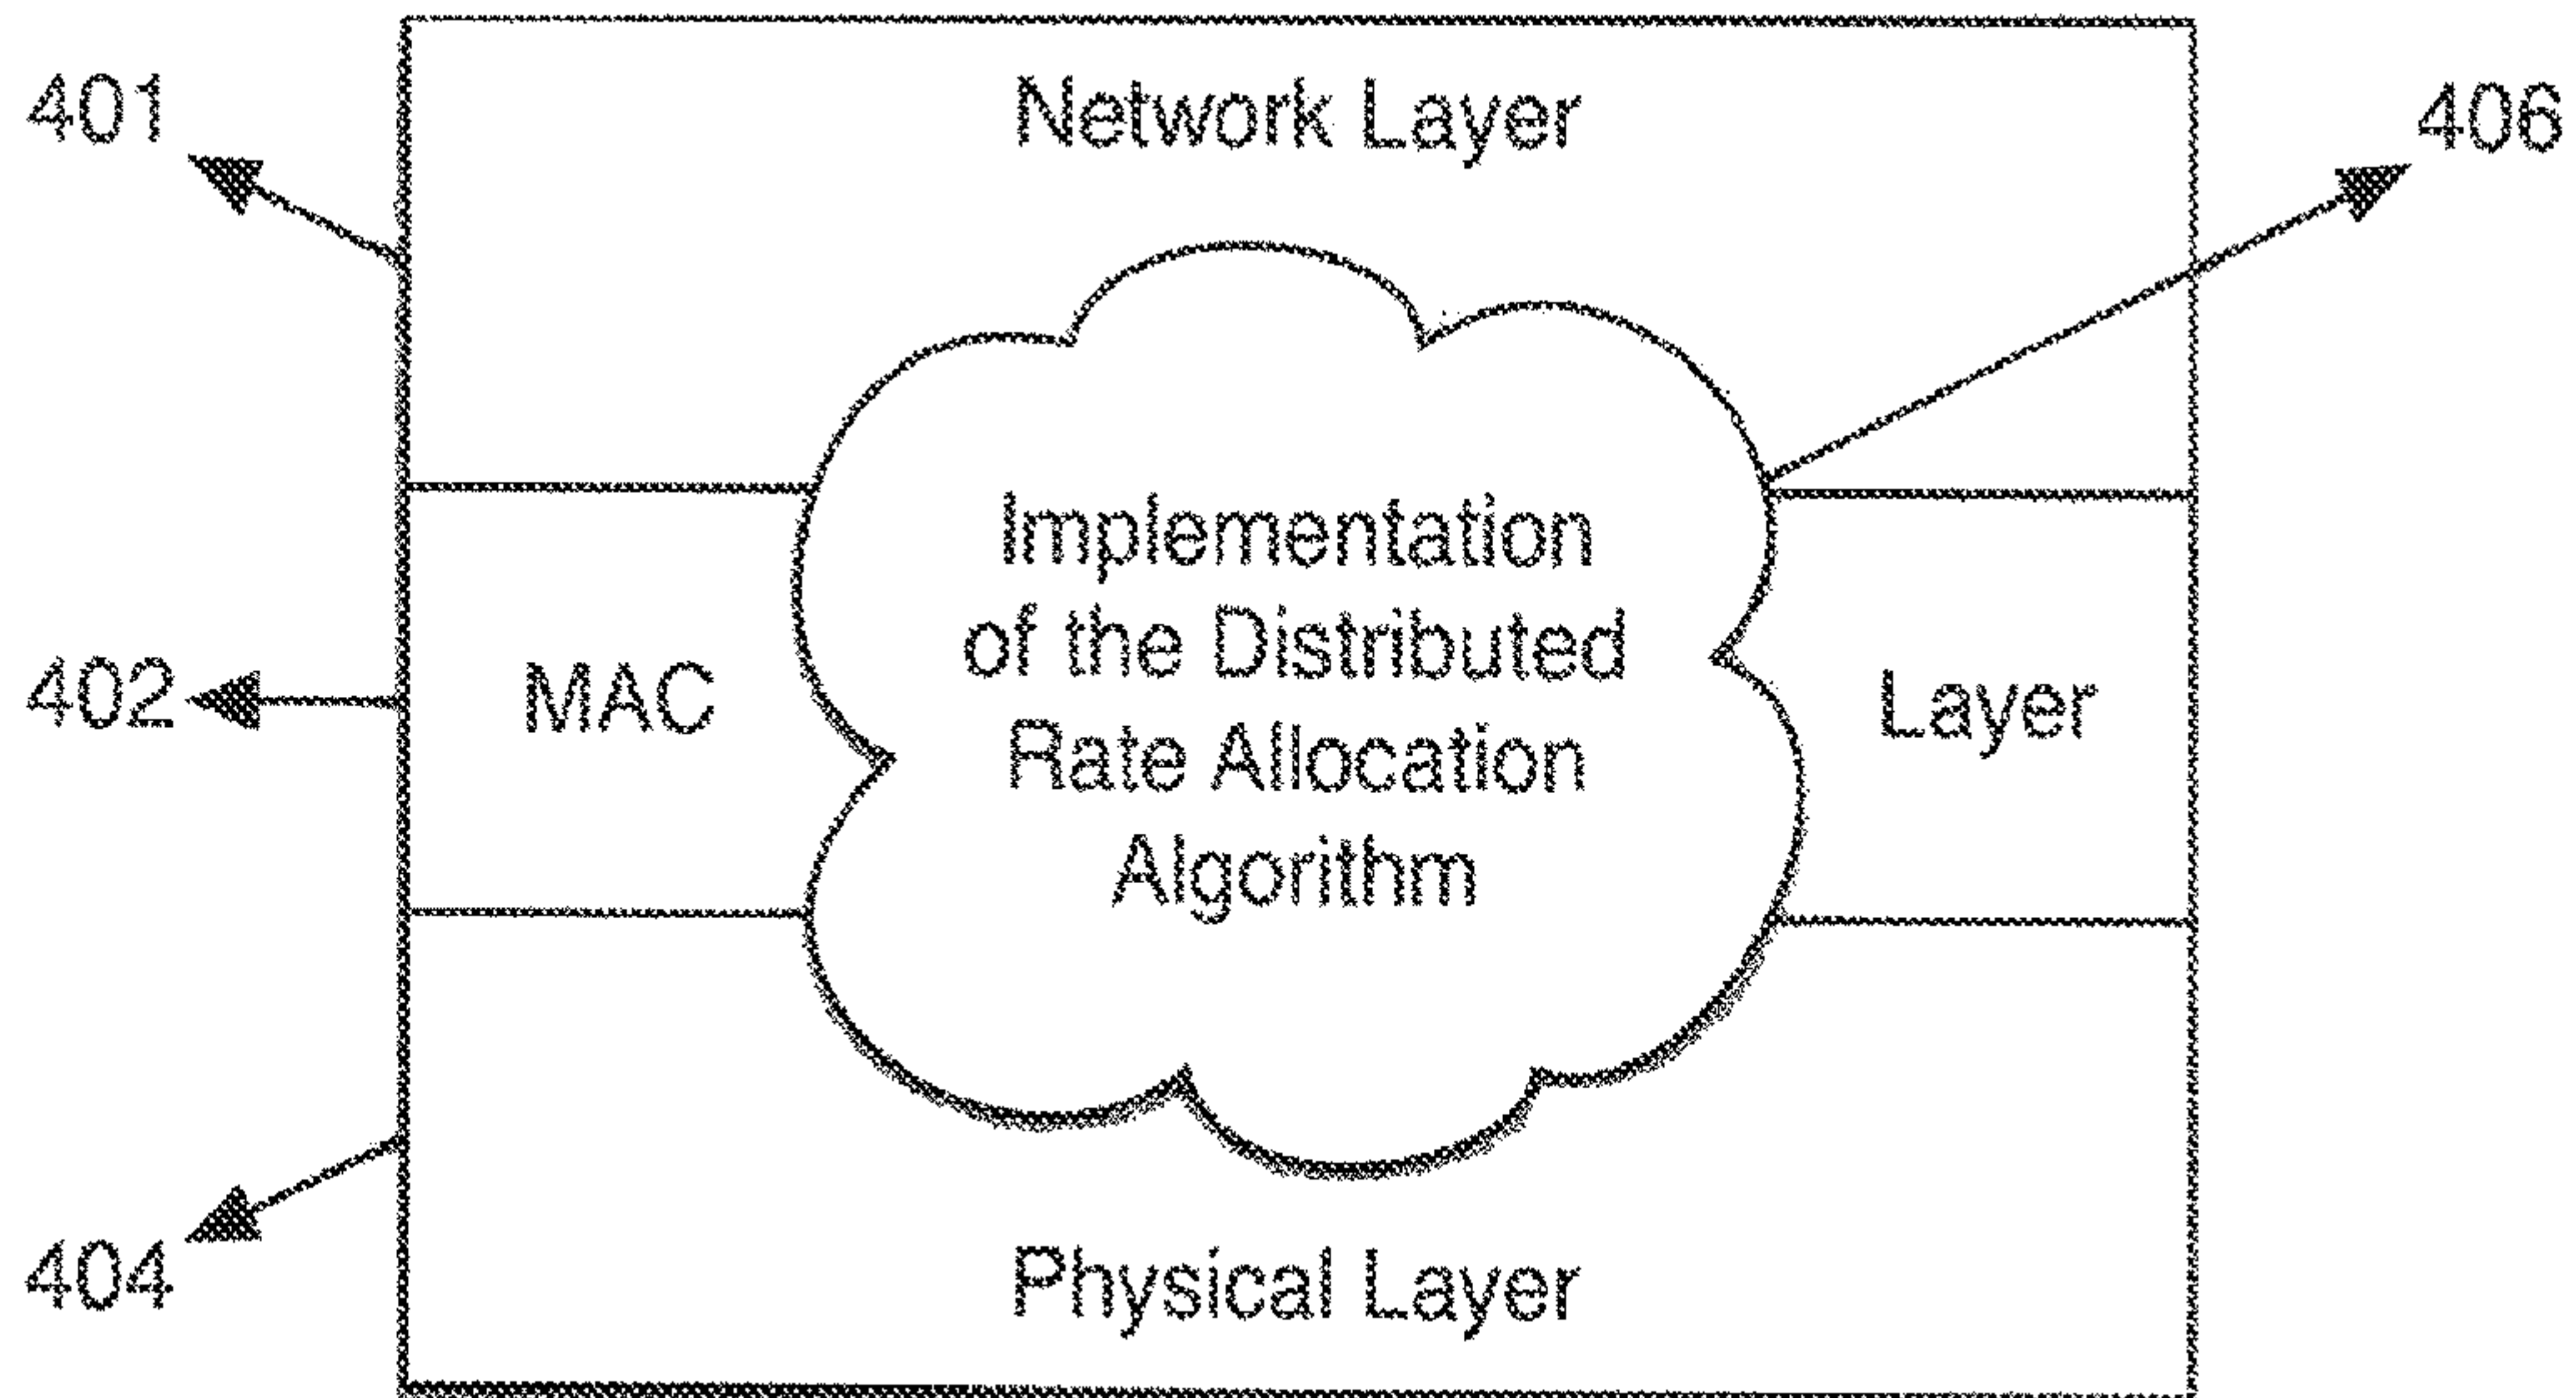 401
Network Layer
406
Implementation
of the Distributed
402
MAC
Layer
Rate Allocation
Algorithm
404
Physical Layer